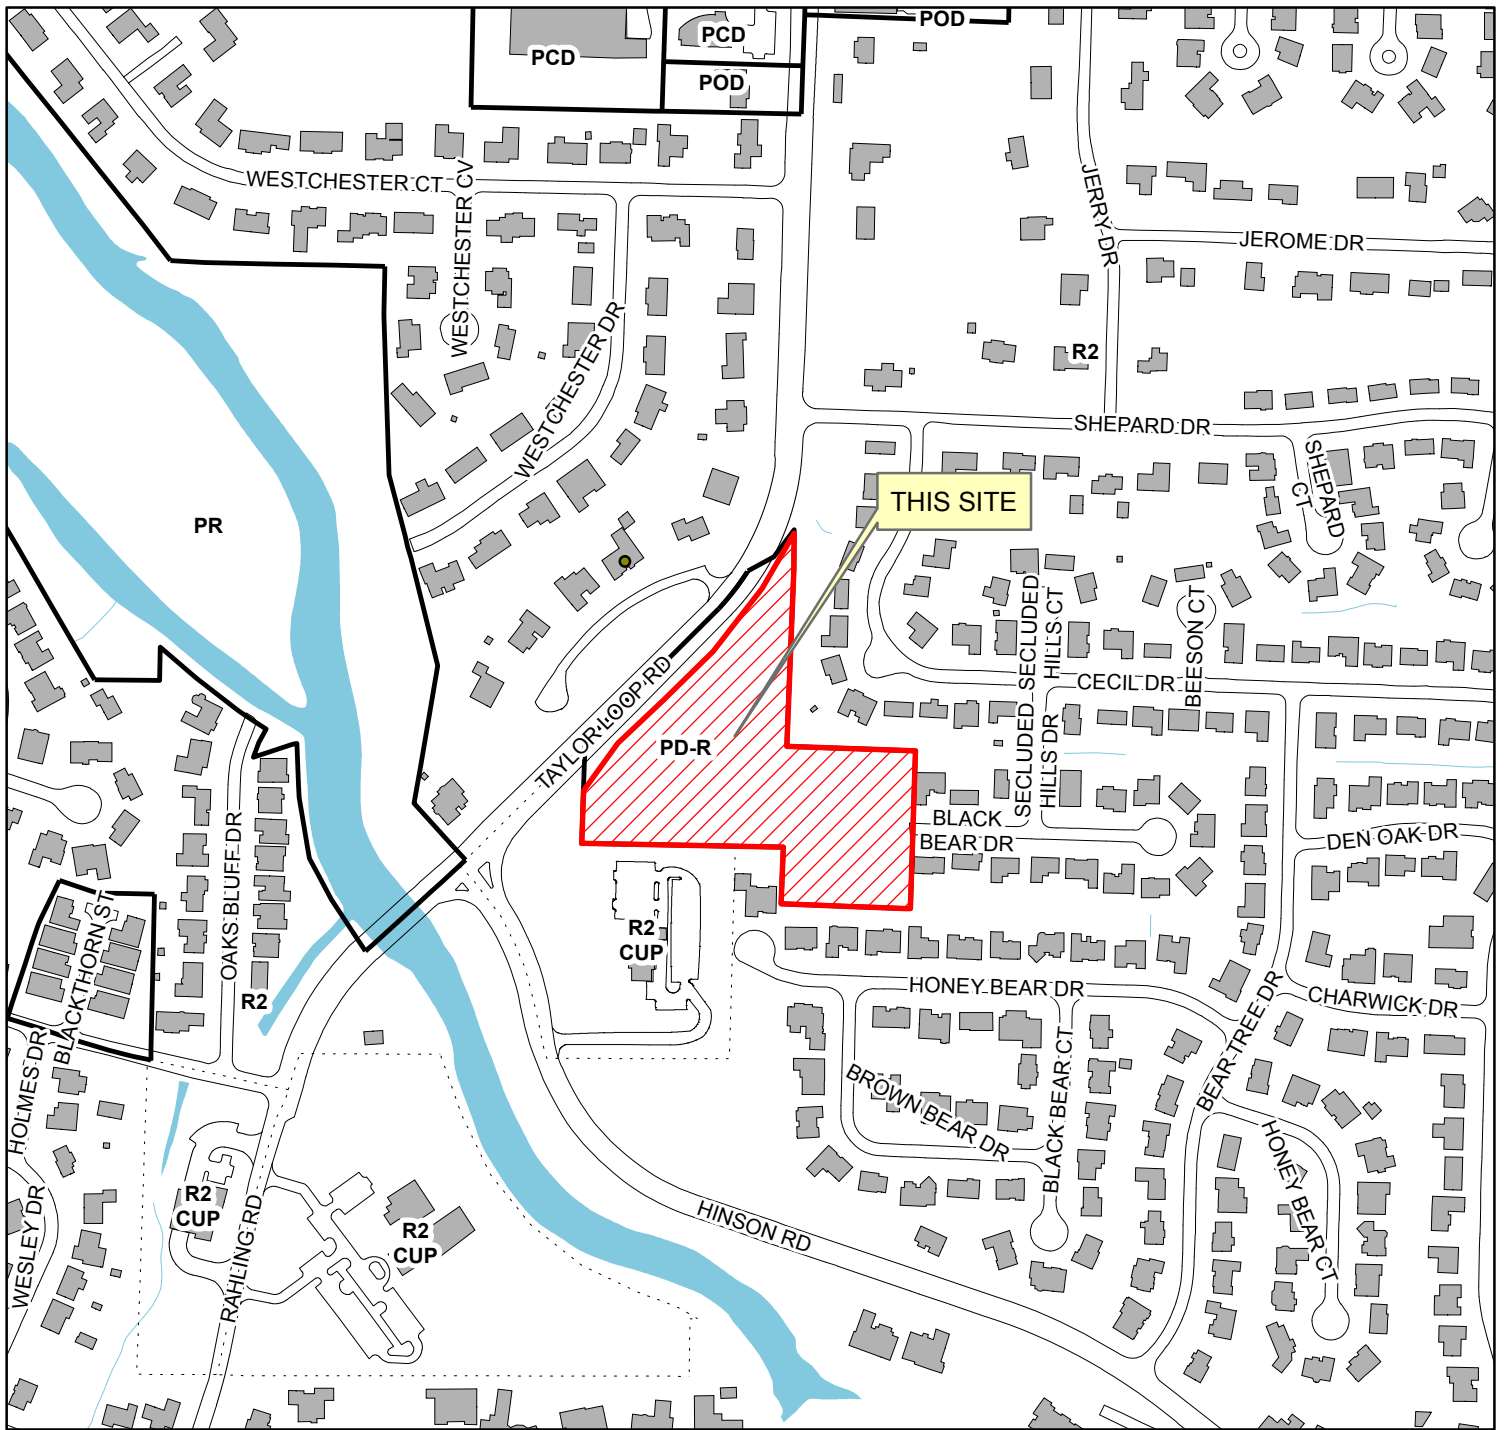 POD
PCD
PCD
POD
WESTCHESTER CT
WESTCHESTER CV
JERRY DR
JEROME DR
WESTCHESTER DR
R2
SHEPARD DR
SHEPARD
CT
THIS SITE
PR
SECLUDED
HILLS CT
BEESON CT
CECIL DR
TAYLOR LOOP RD
PD-R
SECLUDED
HILLS DR
BLACK
BEAR DR
DEN OAK DR
OAKS BLUFF DR
BLACKTHORN ST
R2
CUP
R2
HONEY BEAR DR
CHARWICK DR
BEAR TREE DR
HOLMES DR
BROWN BEAR DR
BLACK BEAR CT
HONEY BEAR CT
R2
CUP
R2
CUP
WESLEY DR
RAHLING RD
HINSON RD